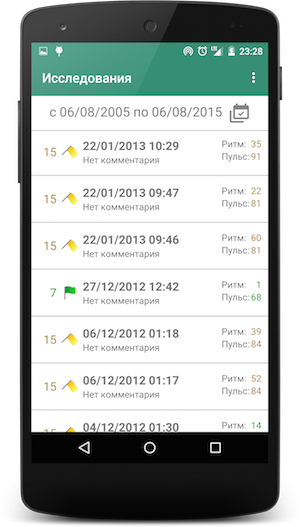 23:28
Исследования
с 06/08/2005 по 06/08/2015
15 22/01/2013 10:29 Ритм: 35
Нет комментария Пульс: 91
15 22/01/2013 09:47 Ритм: 22
Нет комментария Пульс: 81
15 22/01/2013 09:46 Ритм: 60
Нет комментария Пульс: 81
7 27/12/2012 12:42 Ритм: 1
Нет комментария Пульс: 68
15 06/12/2012 01:18 Ритм: 39
Нет комментария Пульс: 84
15 06/12/2012 01:17 Ритм: 52
Нет комментария Пульс: 84
04/12/2012 01:30 Ритм: 14